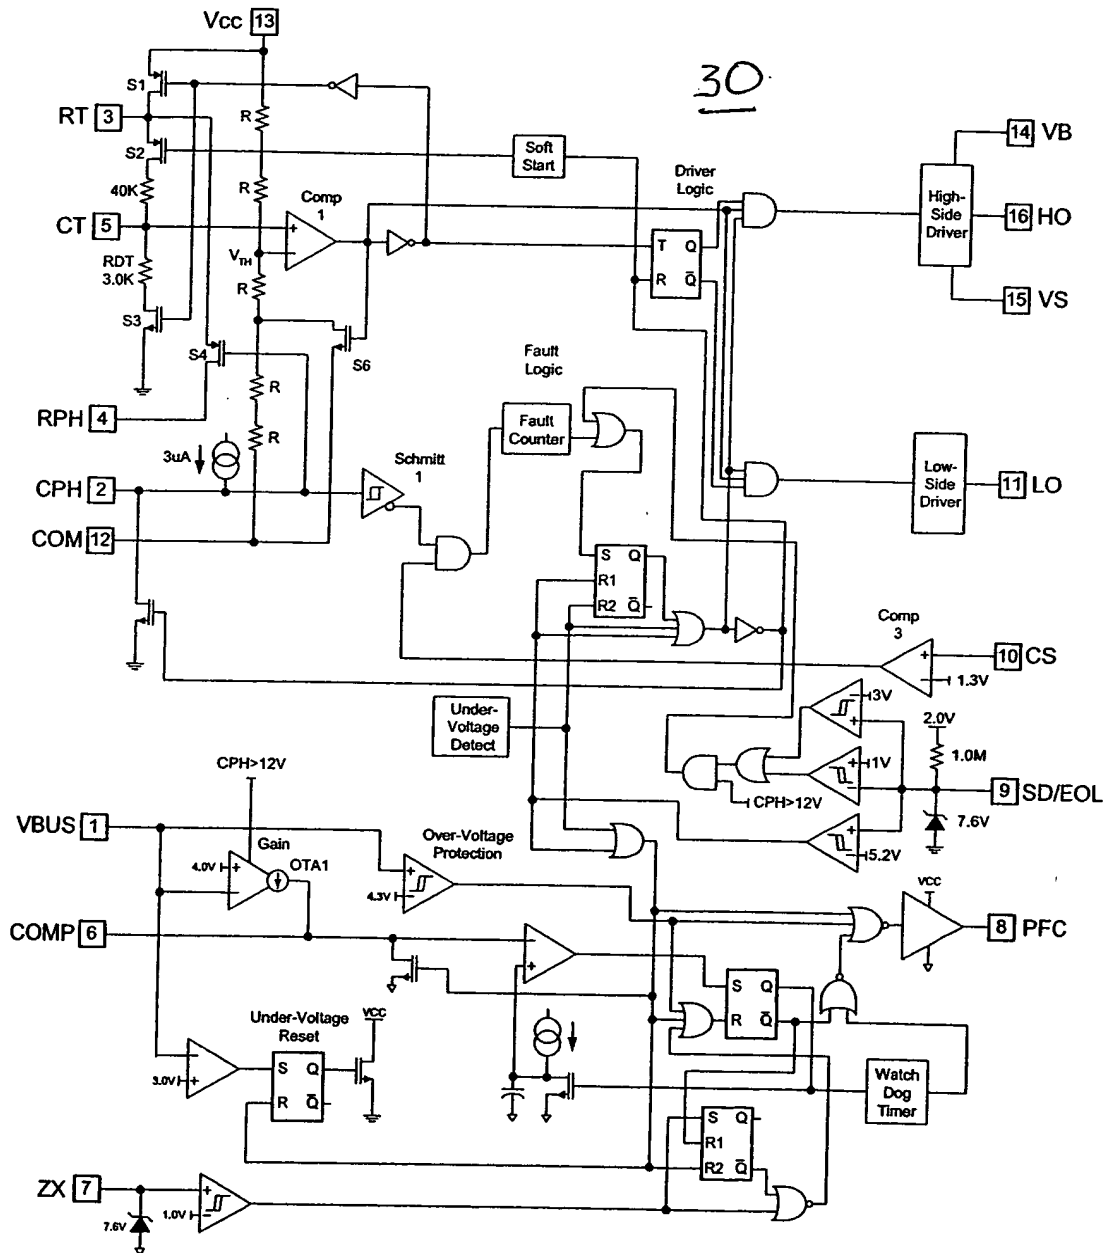 30
Vcc 13
S1
RT 3
S2
40K
CT 5
RDT
3.0K
S3
S4
RPH 4
3uA
CPH 2
COM 12
R
R
VTH
R
R
R
S6
Comp
1
Soft
Start
Driver
Logic
T Q
R Q̅
14 VB
High-
Side
Driver
16 HO
15 VS
Fault
Logic
Fault
Counter
Schmitt
1
Low-
Side
Driver
11 LO
S Q
R1
R2 Q̅
Comp
3
10 CS
1.3V
Under-
Voltage
Detect
3V
1V
2.0V
1.0M
9 SD/EOL
CPH>12V
7.6V
5.2V
CPH>12V
VBUS 1
Gain
4.0V
OTA1
Over-Voltage
Protection
4.3V
COMP 6
VCC
8 PFC
S Q
R Q̅
Under-Voltage
Reset
VCC
3.0V
S Q
Q̅
R
Watch
Dog
Timer
S Q
R1
R2 Q̅
ZX 7
7.6V
1.0V